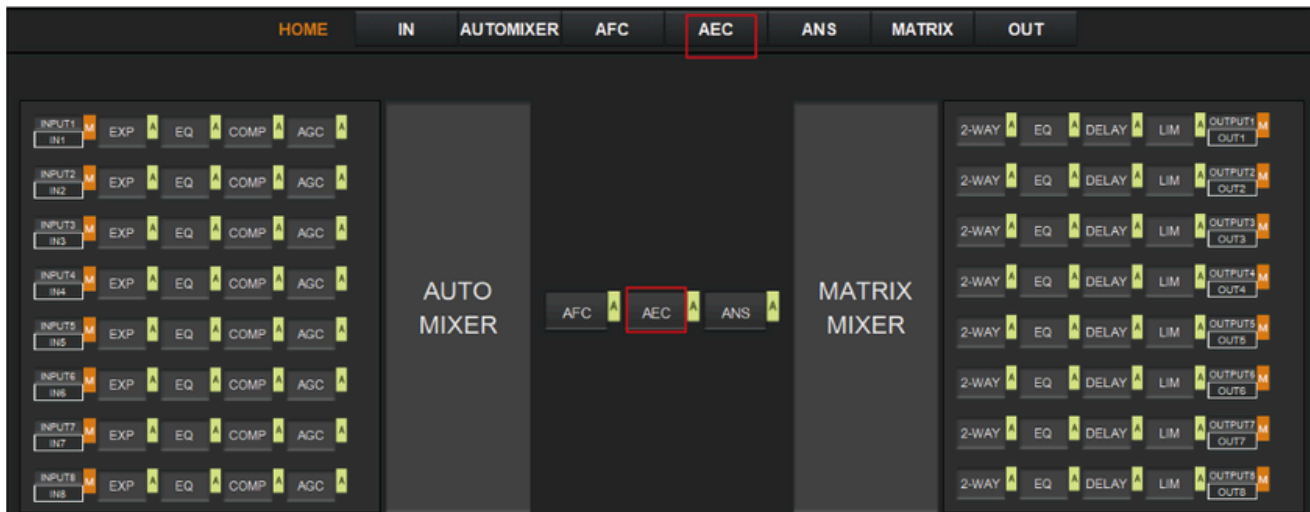 HOME IN AUTOMIXER AFC AEC ANS MATRIX OUT
INPUT1 M EXP A EQ A COMP A AGC A
IN1
INPUT2 M EXP A EQ A COMP A AGC A
IN2
INPUT3 M EXP A EQ A COMP A AGC A
IN3
INPUT4 M EXP A EQ A COMP A AGC A
IN4
INPUT5 M EXP A EQ A COMP A AGC A
IN5
INPUT6 M EXP A EQ A COMP A AGC A
IN6
INPUT7 M EXP A EQ A COMP A AGC A
IN7
INPUT8 M EXP A EQ A COMP A AGC A
IN8
AUTO
MIXER
AFC A AEC A ANS A
MATRIX
MIXER
2-WAY A EQ A DELAY A LIM A OUTPUT1 M
OUT1
2-WAY A EQ A DELAY A LIM A OUTPUT2 M
OUT2
2-WAY A EQ A DELAY A LIM A OUTPUT3 M
OUT3
2-WAY A EQ A DELAY A LIM A OUTPUT4 M
OUT4
2-WAY A EQ A DELAY A LIM A OUTPUT5 M
OUT5
2-WAY A EQ A DELAY A LIM A OUTPUT6 M
OUT6
2-WAY A EQ A DELAY A LIM A OUTPUT7 M
OUT7
2-WAY A EQ A DELAY A LIM A OUTPUT8 M
OUT8